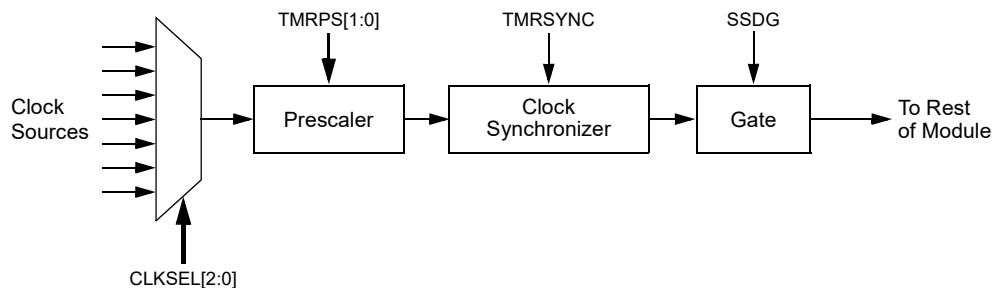 TMRPS[1:0]
TMRSYNC
SSDG
Clock
Sources
Prescaler
Clock
Synchronizer
Gate
To Rest
of Module
CLKSEL[2:0]